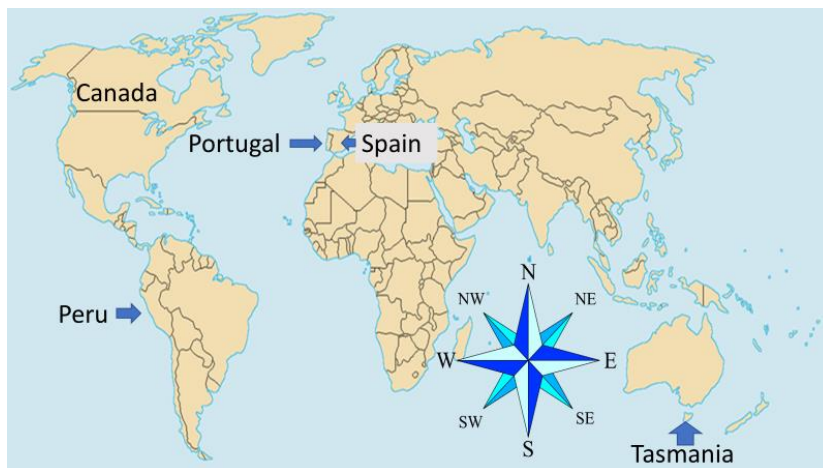 Canada
Portugal
Spain
N
NW
NE
Peru
W
E
SW
SE
S
Tasmania